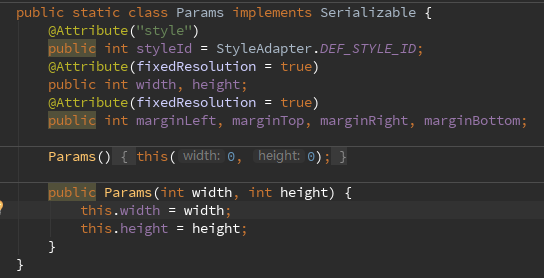 public static class Params implements Serializable {
@Attribute("style")
public int styleId = StyleAdapter.DEF_STYLE_ID;
@Attribute(fixedResolution = true)
public int width, height;
@Attribute(fixedResolution = true)
public int marginLeft, marginTop, marginRight, marginBottom;
Params() { this( width: 0, height: 0); }
public Params(int width, int height) {
this.width = width;
this.height = height;
}
}